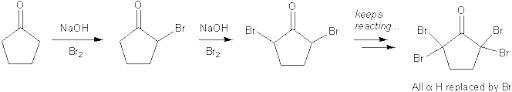 O
NaOH
Br₂
O
Br
NaOH
Br₂
O
Br
Br
keeps
reacting...
O
Br
Br
Br
Br
All α H replaced by Br